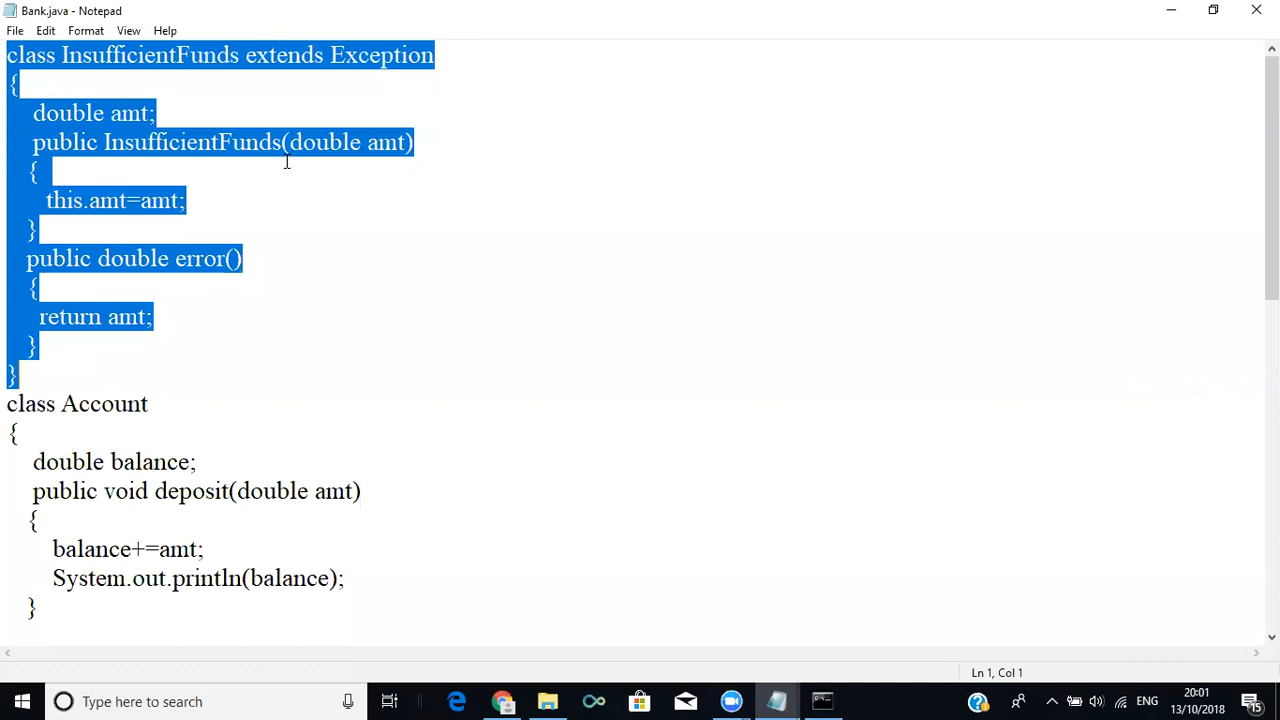 Bank.java - Notepad
File Edit Format View Help
class InsufficientFunds extends Exception
{
double amt;
public InsufficientFunds(double amt)
{
this.amt=amt;
}
public double error()
{
return amt;
}
}
class Account
{
double balance;
public void deposit(double amt)
{
balance+=amt;
System.out.println(balance);
}
Ln 1, Col 1
Type here to search
ENG
20:01
13/10/2018
15